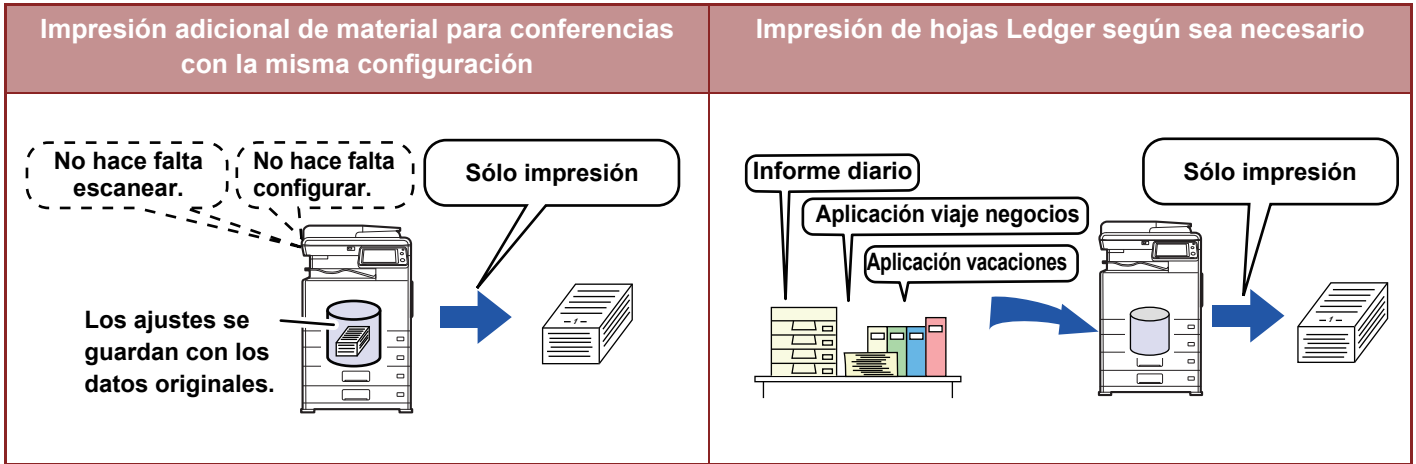 Impresión adicional de material para conferencias
con la misma configuración
Impresión de hojas Ledger según sea necesario
No hace falta
escanear.
No hace falta
configurar.
Sólo impresión
Los ajustes se
guardan con los
datos originales.
-1-
Informe diario
Aplicación viaje negocios
Aplicación vacaciones
Sólo impresión
-1-